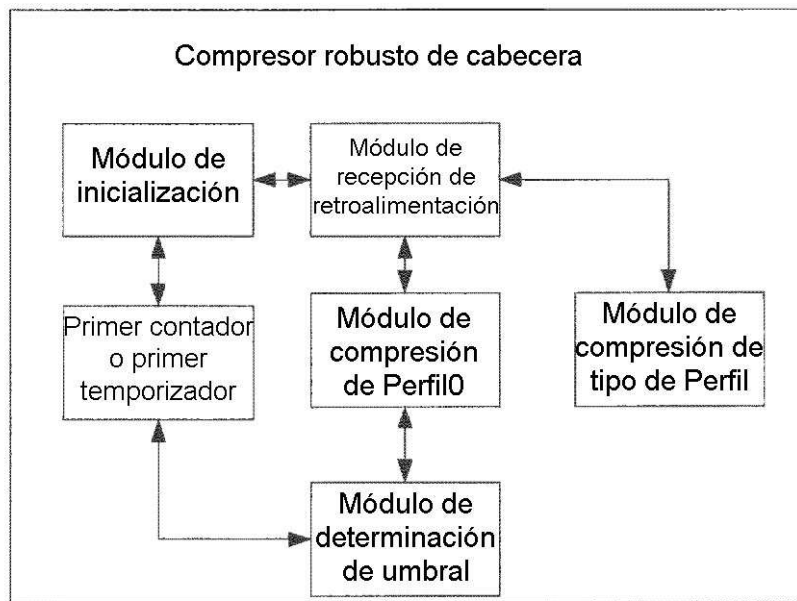 Compresor robusto de cabecera
Módulo de
inicialización
Módulo de
recepción de
retroalimentación
Primer contador
o primer
temporizador
Módulo de
compresión
de Perfil0
Módulo de
compresión de
tipo de Perfil
Módulo de
determinación
de umbral